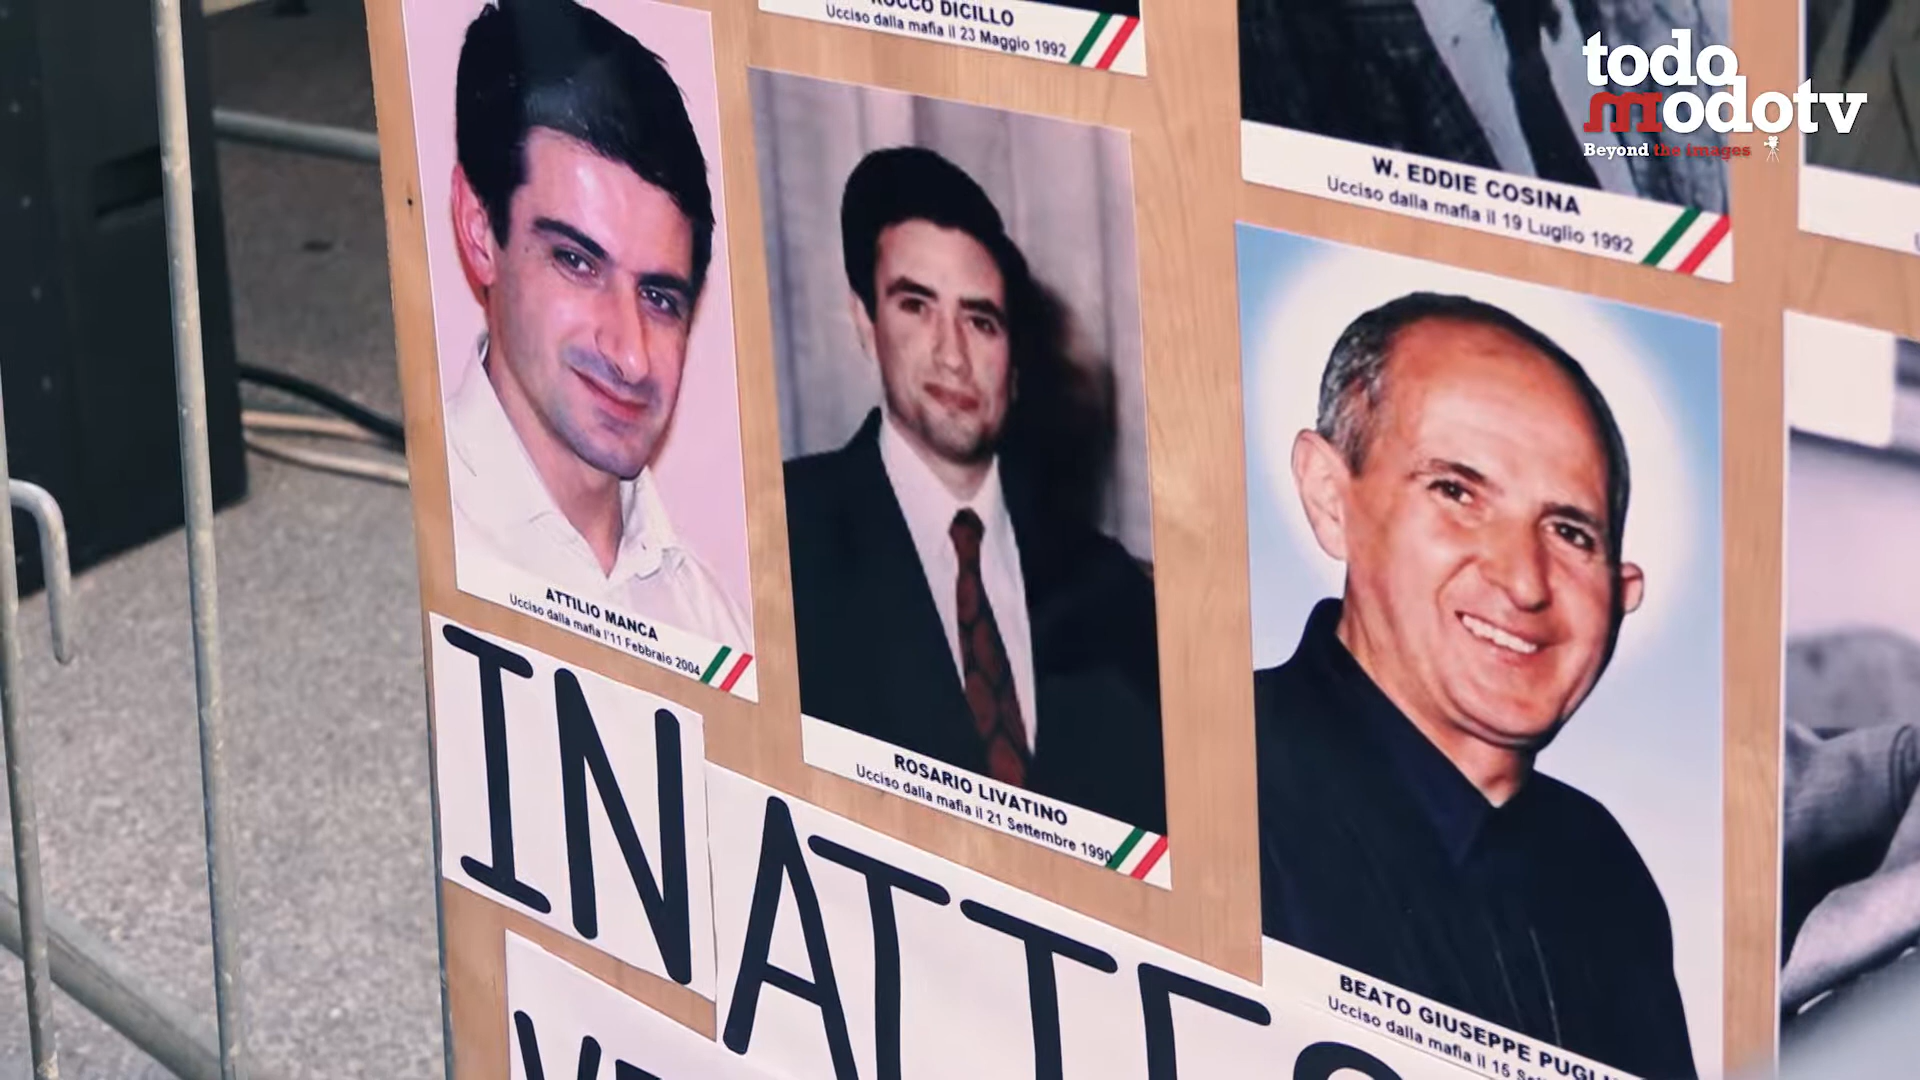 ROCCO DICILLO
Ucciso dalla mafia il 23 Maggio 1992
todo
modotv
Beyond the images
W. EDDIE COSINA
Ucciso dalla mafia il 19 Luglio 1992
ATTILIO MANCA
Ucciso dalla mafia l'11 Febbraio 2004
ROSARIO LIVATINO
Ucciso dalla mafia il 21 Settembre 1990
BEATO GIUSEPPE
Ucciso dalla mafia il 15
IN